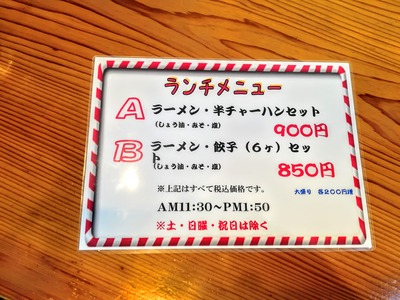 ランチメニュー
A ラーメン・半チャーハンセット
（しょう油・みそ・塩） 900円
B ラーメン・餃子（6ヶ）セッ
ト
（しょう油・みそ・塩） 850円
※上記はすべて税込価格です。
大盛り 各200円増
AM11:30～PM1:50
※土・日曜・祝日は除く